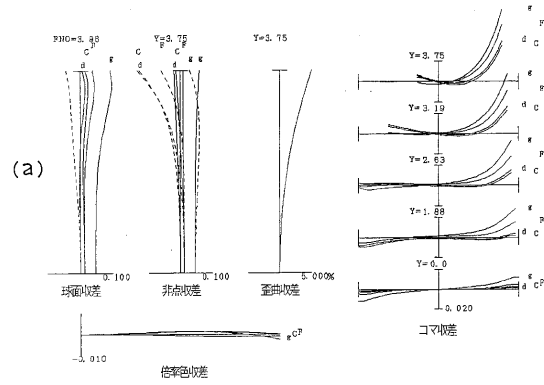 (a)
FNO=3.86
C F
d g
0.100
球面収差
Y=3.75
C F C F
d d g g
0.100
非点収差
Y=3.75
5.000%
歪曲収差
-0.010
g C F
倍率色収差
Y=3.75
g
F
d C
Y=3.19
g
F
d C
Y=2.63
g
F
d C
Y=1.88
g
F
d C
Y=0.0
g
d C F
-0.020
コマ収差